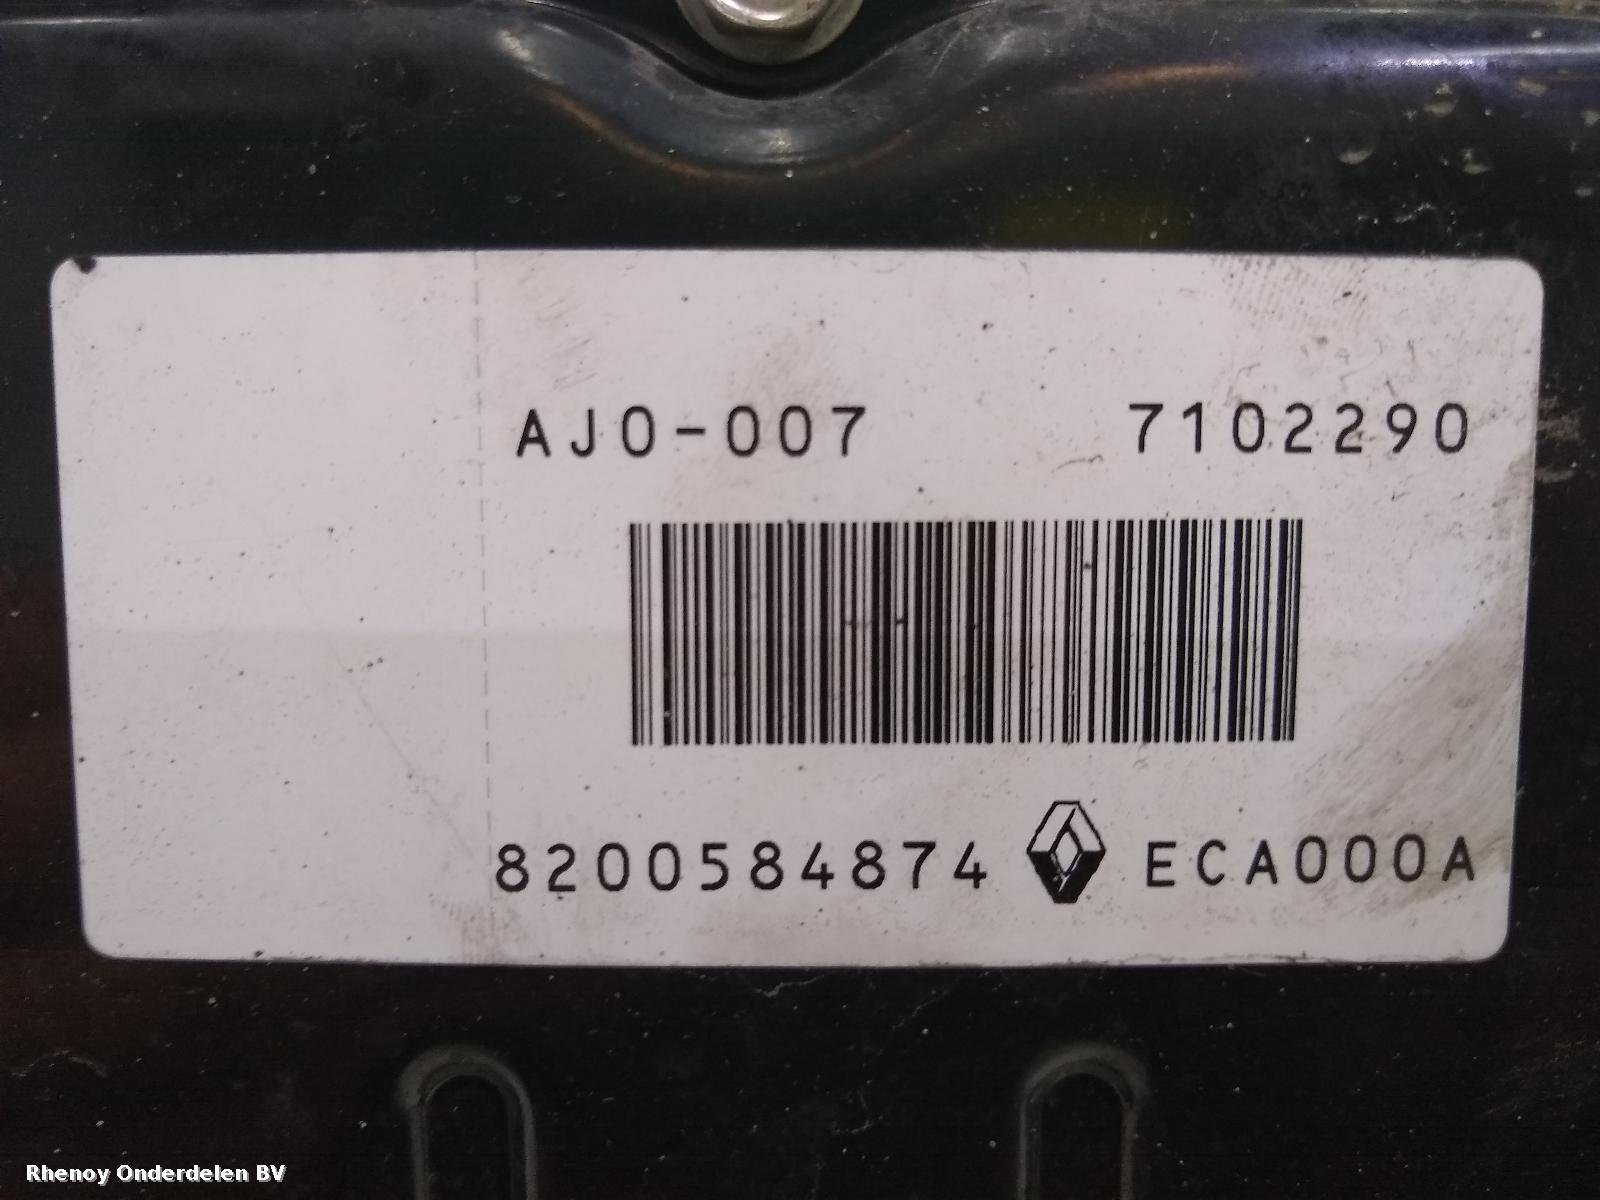 AJ0-007 7102290
8200584874 ECA000A
Rhenoy Onderdelen BV